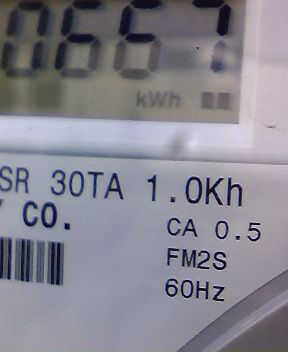 0667
kWh
SR 30TA 1.0Kh
Y CO.
CA 0.5
FM2S
60Hz